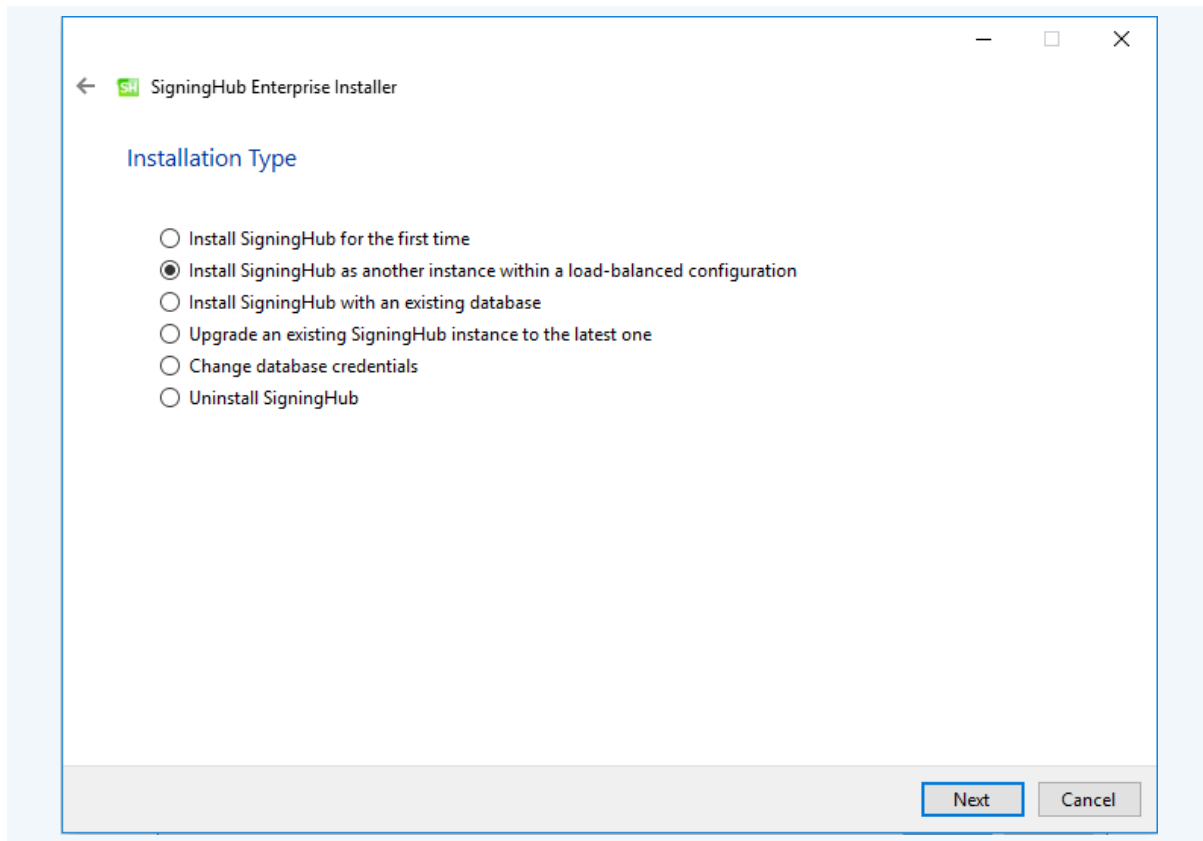 SH SigningHub Enterprise Installer
Installation Type
Install SigningHub for the first time
Install SigningHub as another instance within a load-balanced configuration
Install SigningHub with an existing database
Upgrade an existing SigningHub instance to the latest one
Change database credentials
Uninstall SigningHub
Next Cancel